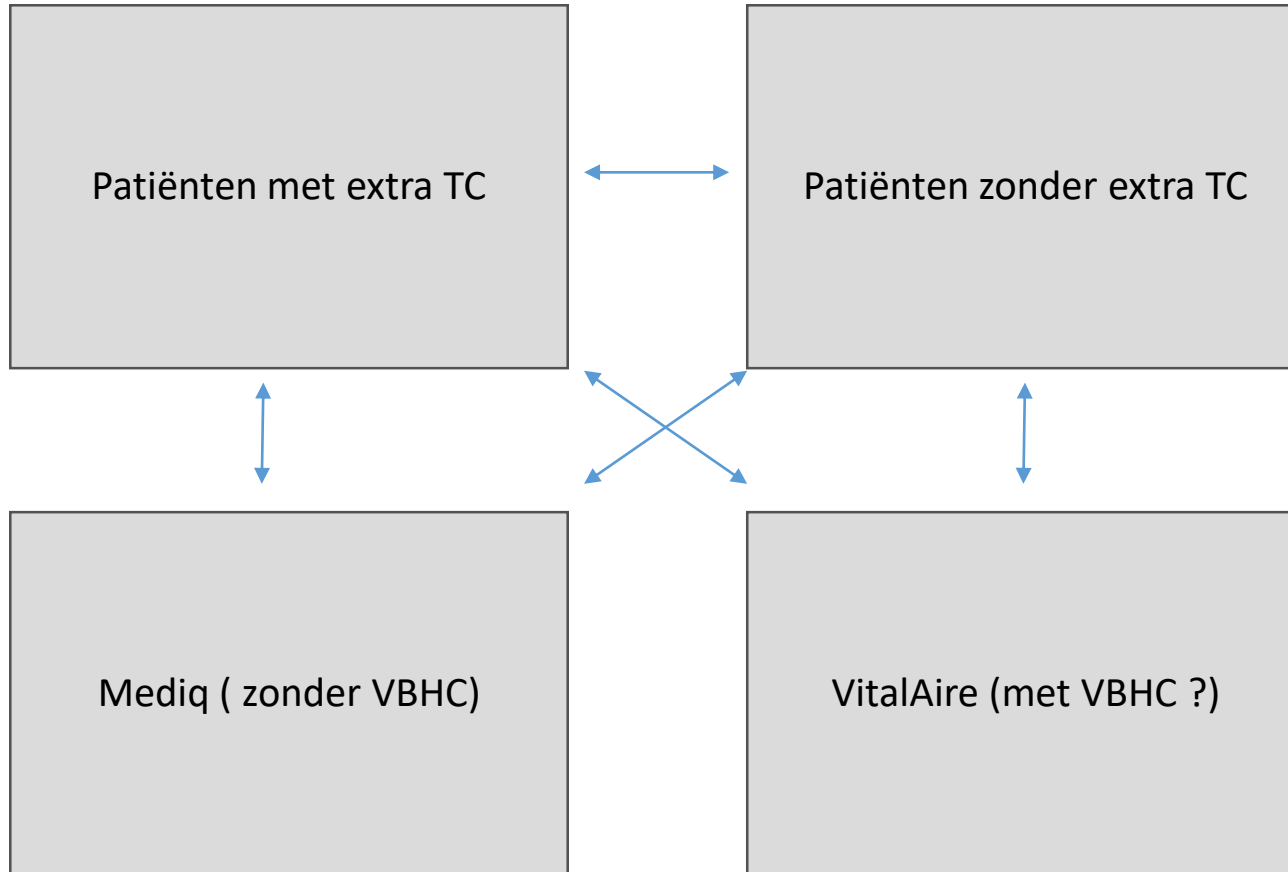 Patiënten met extra TC
Patiënten zonder extra TC
Mediq ( zonder VBHC)
VitalAire (met VBHC ?)